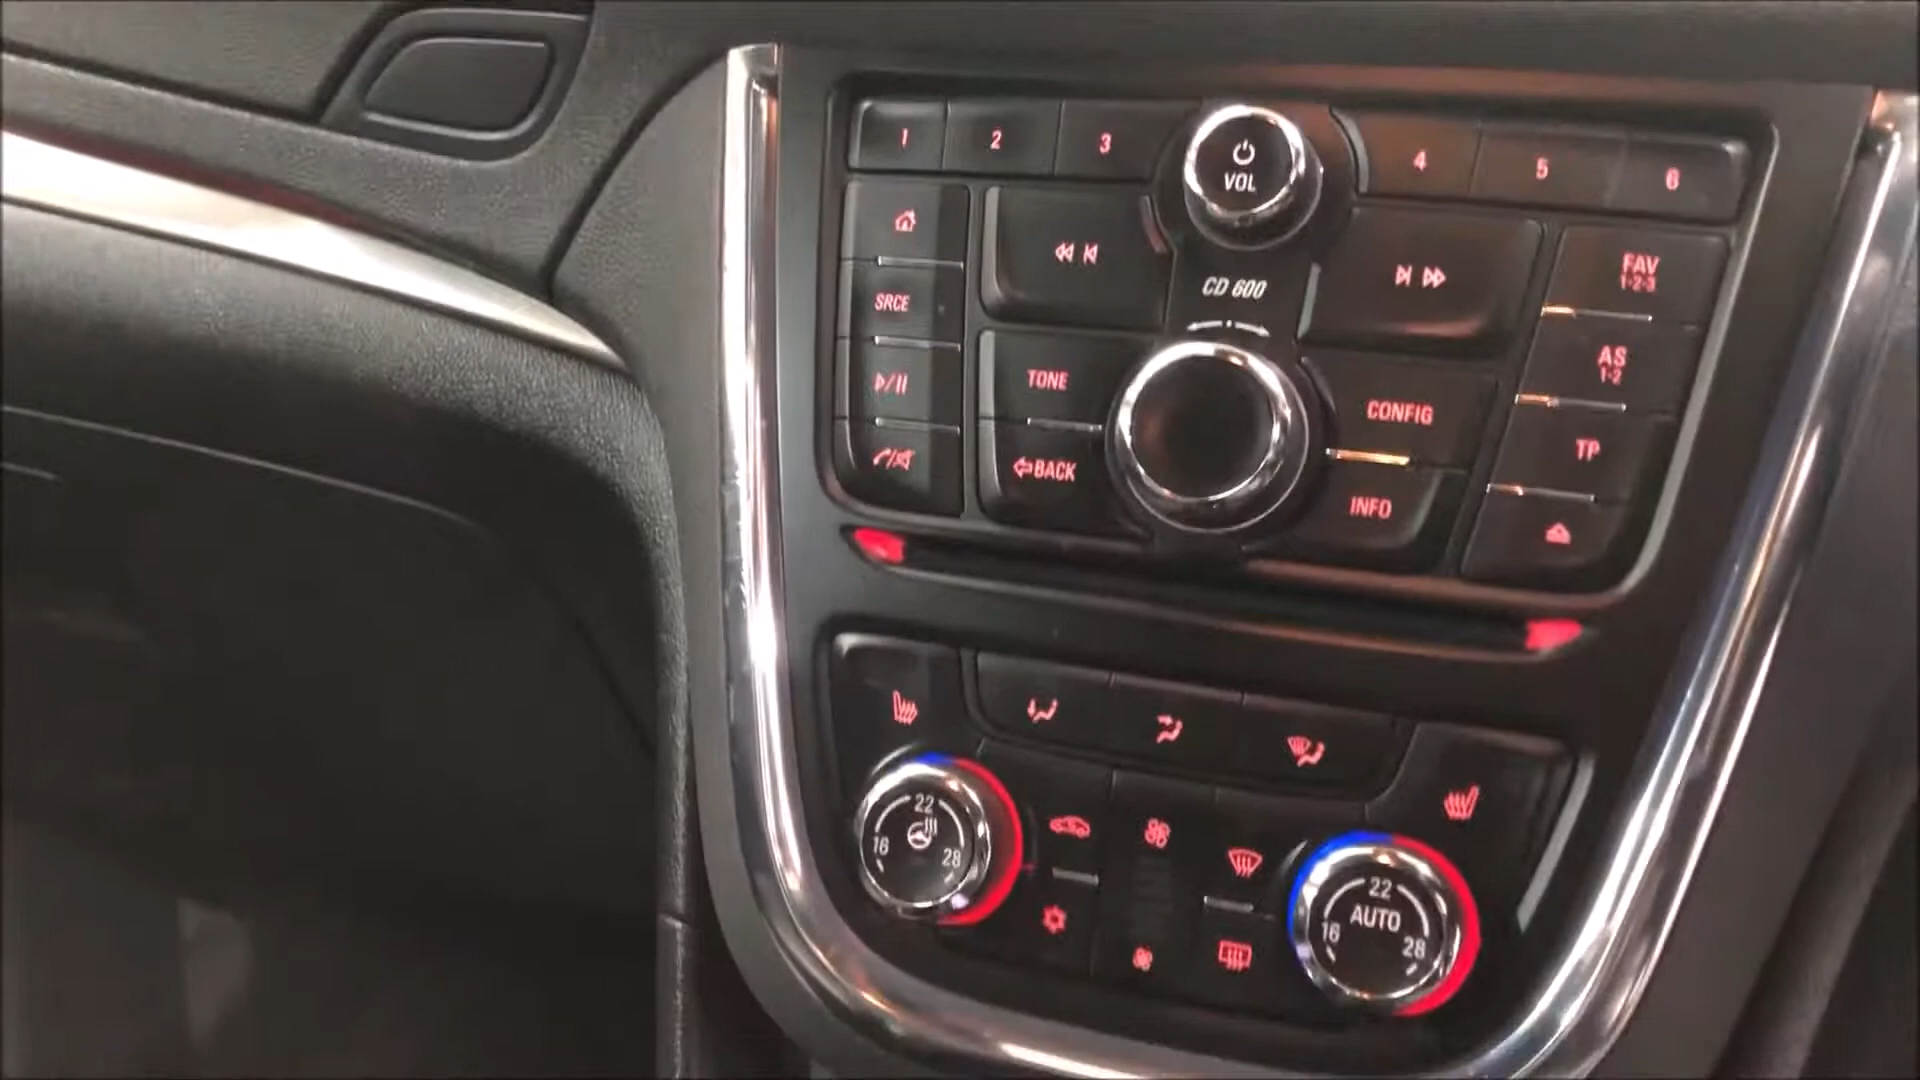 1
2
3
VOL
4
5
6
SRCE
CD 600
FAV
1-2-3
TONE
AS
1-2
CONFIG
BACK
TP
INFO
22
16
28
22
AUTO
16
28